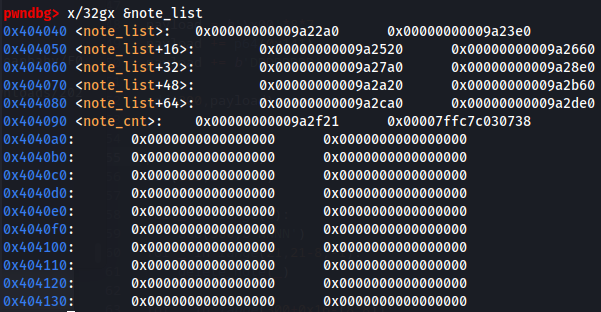 pwndbg> x/32gx &note_list
0x404040 <note_list>: 0x00000000009a22a0 0x00000000009a23e0
0x404050 <note_list+16>: 0x00000000009a2520 0x00000000009a2660
0x404060 <note_list+32>: 0x00000000009a27a0 0x00000000009a28e0
0x404070 <note_list+48>: 0x00000000009a2a20 0x00000000009a2b60
0x404080 <note_list+64>: 0x00000000009a2ca0 0x00000000009a2de0
0x404090 <note_cnt>: 0x00000000009a2f21 0x00007ffc7c030738
0x4040a0: 0x0000000000000000 0x0000000000000000
0x4040b0: 0x0000000000000000 0x0000000000000000
0x4040c0: 0x0000000000000000 0x0000000000000000
0x4040d0: 0x0000000000000000 0x0000000000000000
0x4040e0: 0x0000000000000000 0x0000000000000000
0x4040f0: 0x0000000000000000 0x0000000000000000
0x404100: 0x0000000000000000 0x0000000000000000
0x404110: 0x0000000000000000 0x0000000000000000
0x404120: 0x0000000000000000 0x0000000000000000
0x404130: 0x0000000000000000 0x0000000000000000